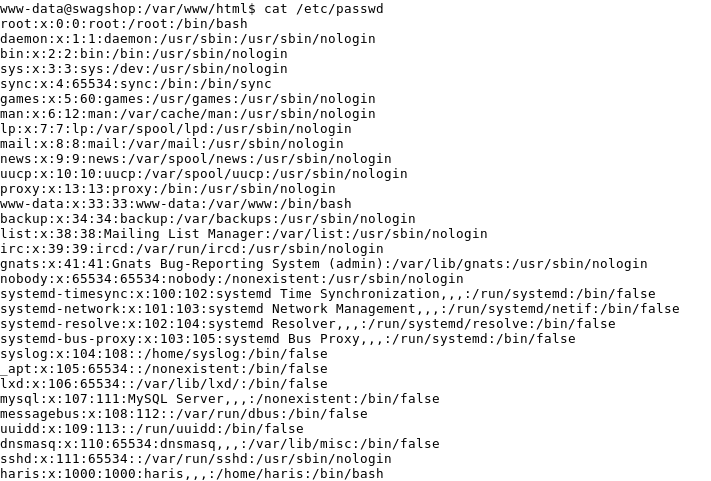 www-data@swagshop:/var/www/html$ cat /etc/passwd
root:x:0:0:root:/root:/bin/bash
daemon:x:1:1:daemon:/usr/sbin:/usr/sbin/nologin
bin:x:2:2:bin:/bin:/usr/sbin/nologin
sys:x:3:3:sys:/dev:/usr/sbin/nologin
sync:x:4:65534:sync:/bin:/bin/sync
games:x:5:60:games:/usr/games:/usr/sbin/nologin
man:x:6:12:man:/var/cache/man:/usr/sbin/nologin
lp:x:7:7:lp:/var/spool/lpd:/usr/sbin/nologin
mail:x:8:8:mail:/var/mail:/usr/sbin/nologin
news:x:9:9:news:/var/spool/news:/usr/sbin/nologin
uucp:x:10:10:uucp:/var/spool/uucp:/usr/sbin/nologin
proxy:x:13:13:proxy:/bin:/usr/sbin/nologin
www-data:x:33:33:www-data:/var/www:/bin/bash
backup:x:34:34:backup:/var/backups:/usr/sbin/nologin
list:x:38:38:Mailing List Manager:/var/list:/usr/sbin/nologin
irc:x:39:39:ircd:/var/run/ircd:/usr/sbin/nologin
gnats:x:41:41:Gnats Bug-Reporting System (admin):/var/lib/gnats:/usr/sbin/nologin
nobody:x:65534:65534:nobody:/nonexistent:/usr/sbin/nologin
systemd-timesync:x:100:102:systemd Time Synchronization,,,:/run/systemd:/bin/false
systemd-network:x:101:103:systemd Network Management,,,:/run/systemd/netif:/bin/false
systemd-resolve:x:102:104:systemd Resolver,,,:/run/systemd/resolve:/bin/false
systemd-bus-proxy:x:103:105:systemd Bus Proxy,,,:/run/systemd:/bin/false
syslog:x:104:108::/home/syslog:/bin/false
_apt:x:105:65534::/nonexistent:/bin/false
lxd:x:106:65534::/var/lib/lxd/:/bin/false
mysql:x:107:111:MySQL Server,,,:/nonexistent:/bin/false
messagebus:x:108:112::/var/run/dbus:/bin/false
uuidd:x:109:113::/run/uuidd:/bin/false
dnsmasq:x:110:65534:dnsmasq,,,:/var/lib/misc:/bin/false
sshd:x:111:65534::/var/run/sshd:/usr/sbin/nologin
haris:x:1000:1000:haris,,,:/home/haris:/bin/bash